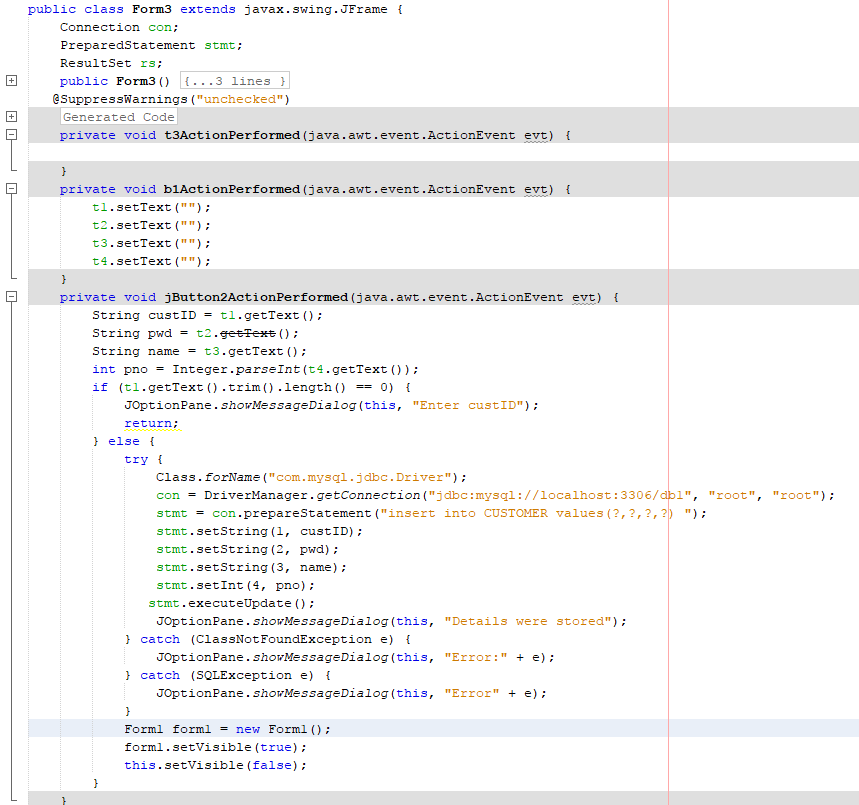 public class Form3 extends javax.swing.JFrame {
    Connection con;
    PreparedStatement stmt;
    ResultSet rs;
    public Form3() {...3 lines }
   @SuppressWarnings("unchecked")
    Generated Code
    private void t3ActionPerformed(java.awt.event.ActionEvent evt) {
    }
    private void b1ActionPerformed(java.awt.event.ActionEvent evt) {
        t1.setText("");
        t2.setText("");
        t3.setText("");
        t4.setText("");
    }
    private void jButton2ActionPerformed(java.awt.event.ActionEvent evt) {
        String custID = t1.getText();
        String pwd = t2.getText();
        String name = t3.getText();
        int pno = Integer.parseInt(t4.getText());
        if (t1.getText().trim().length() == 0) {
            JOptionPane.showMessageDialog(this, "Enter custID");
            return;
        } else {
            try {
                Class.forName("com.mysql.jdbc.Driver");
                con = DriverManager.getConnection("jdbc:mysql://localhost:3306/db1", "root", "root");
                stmt = con.prepareStatement("insert into CUSTOMER values(?,?,?,?) ");
                stmt.setString(1, custID);
                stmt.setString(2, pwd);
                stmt.setString(3, name);
                stmt.setInt(4, pno);
               stmt.executeUpdate();
                JOptionPane.showMessageDialog(this, "Details were stored");
            } catch (ClassNotFoundException e) {
                JOptionPane.showMessageDialog(this, "Error:" + e);
            } catch (SQLException e) {
                JOptionPane.showMessageDialog(this, "Error" + e);
            }
            Form1 form1 = new Form1();
            form1.setVisible(true);
            this.setVisible(false);
        }
    }